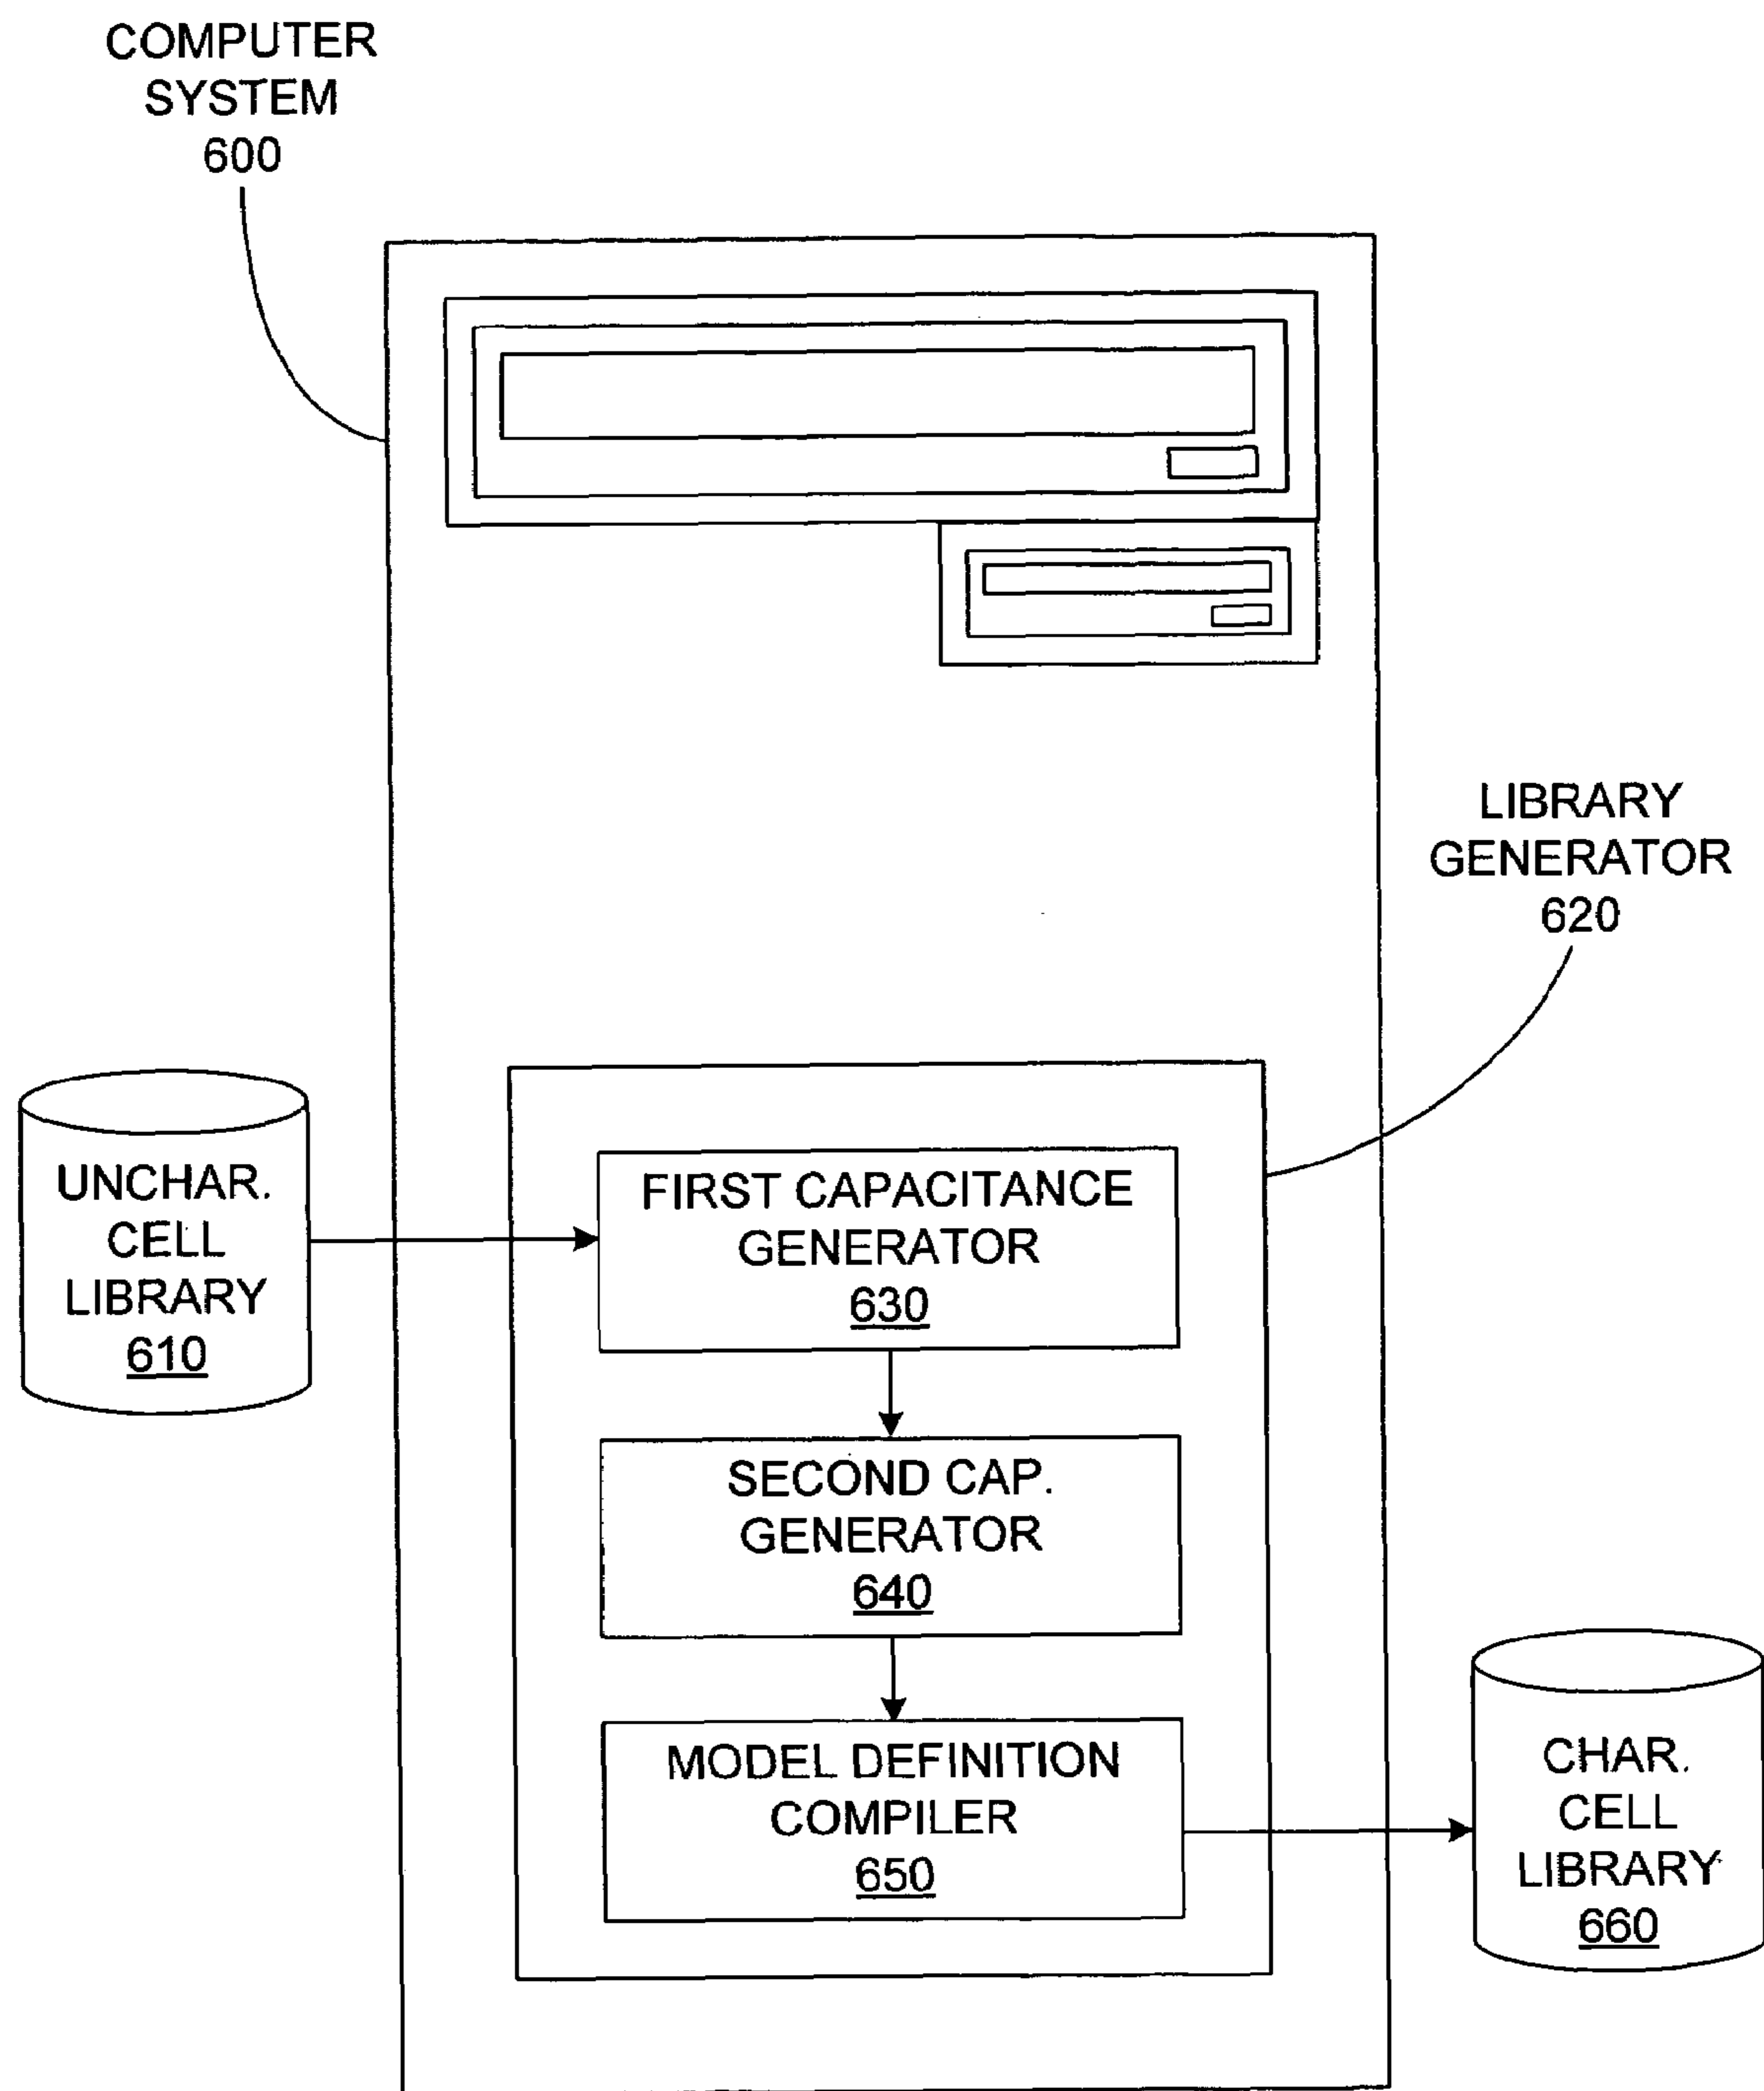 COMPUTER
SYSTEM
600
LIBRARY
GENERATOR
620
UNCHAR.
CELL
LIBRARY
610
FIRST CAPACITANCE
GENERATOR
630
SECOND CAP.
GENERATOR
640
MODEL DEFINITION
COMPILER
650
CHAR.
CELL
LIBRARY
660